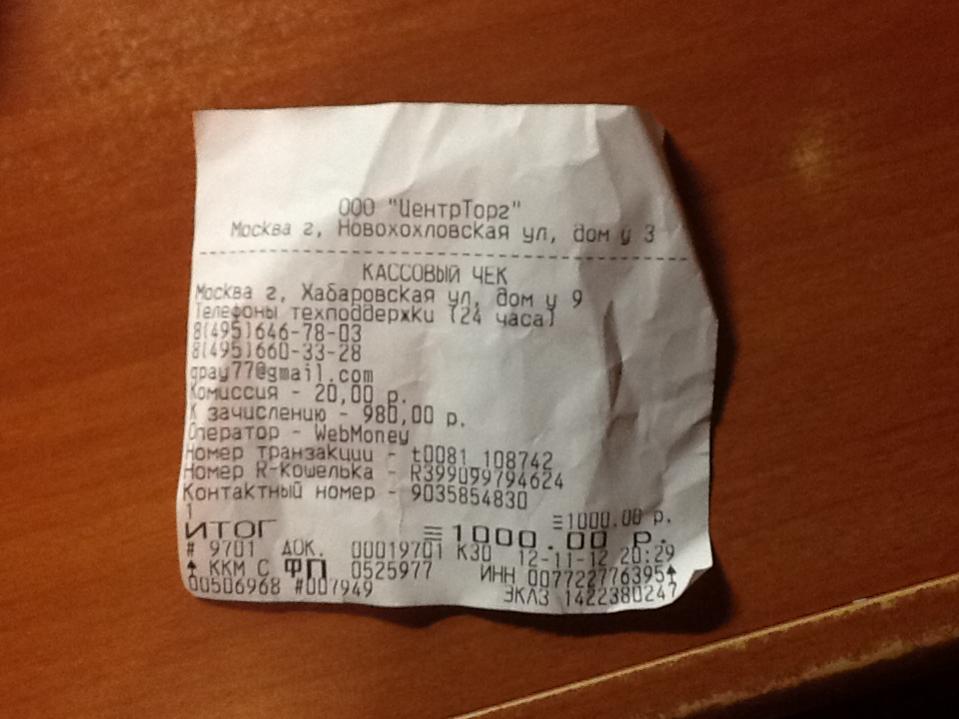 ООО "ЦентрТорг"
Москва г, Новохохловская ул, дом у 3
КАССОВЫЙ ЧЕК
Москва г, Хабаровская ул, дом у 9
Телефоны техподдержки (24 часа)
8(495)646-78-03
8(495)660-33-28
qpay77@gmail.com
Комиссия - 20,00 р.
К зачислению - 980,00 р.
Оператор - WebMoney
Номер транзакции - t0081_108742
Номер R-Кошелька - R399099794624
Контактный номер - 9035854830
1
≡1000.00 р.
ИТОГ ≡1000.00 р.
# 9701 ДОК. 00019701 К30 12-11-12 20:29
ККМ С ФП 0525977 ИНН 007722776395
00506968 #007949 ЭКЛЗ 1422380247